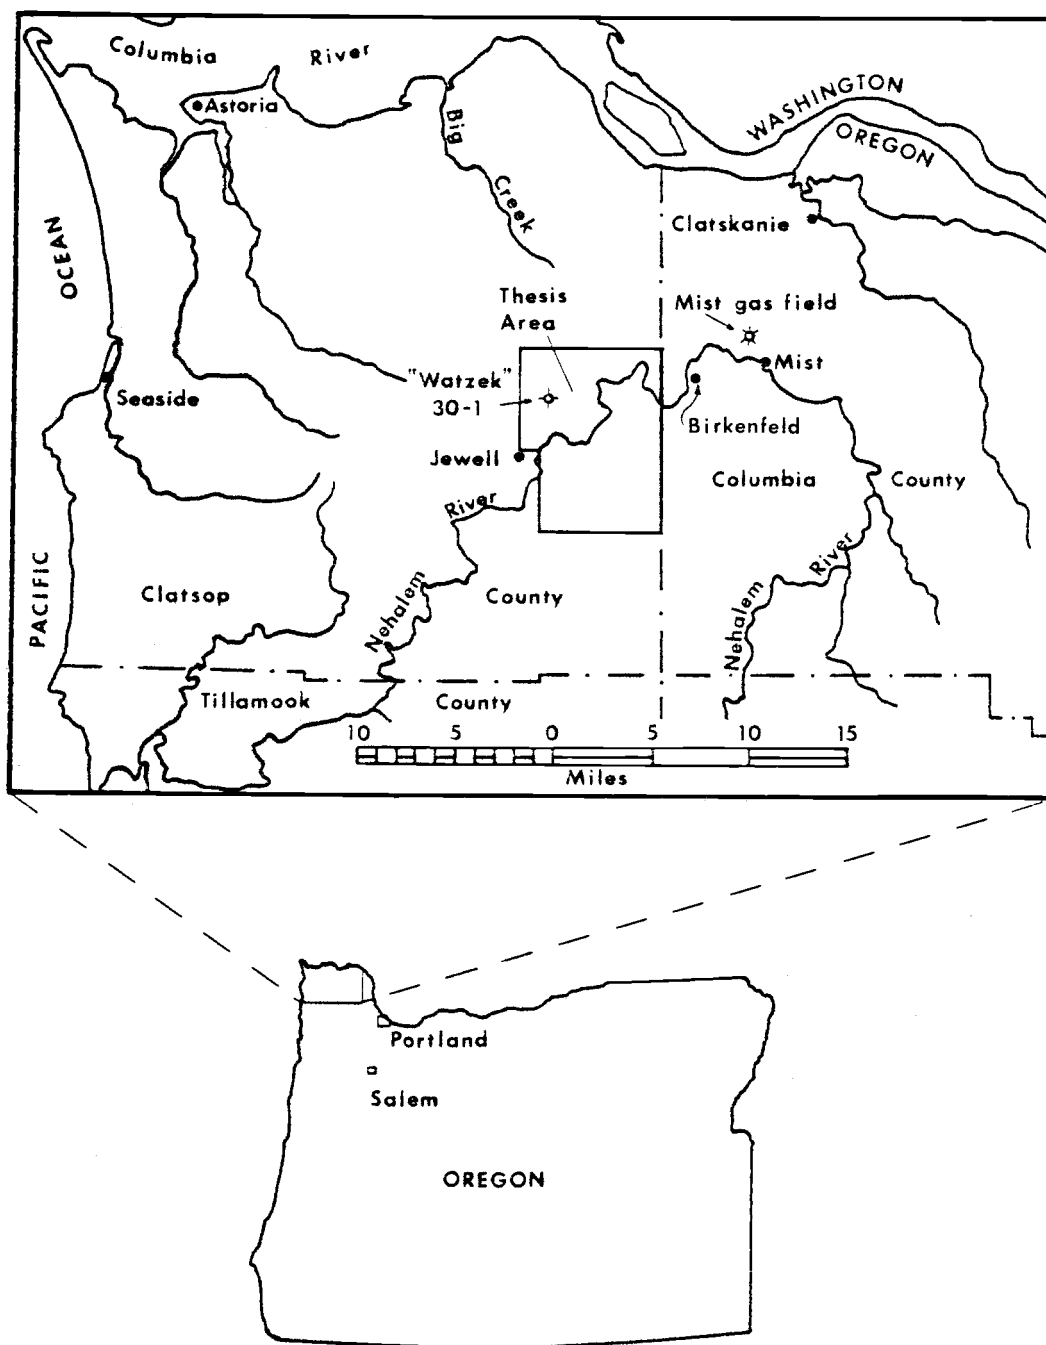 Columbia River
Astoria
Big Creek
WASHINGTON
OREGON
Clatskanie
PACIFIC OCEAN
Thesis
Area
Mist gas field
"Watzek"
30-1
Mist
Seaside
Birkenfeld
Jewell
Columbia County
Nehalem River
Nehalem River
Clatsop County
Tillamook County
10 5 0 5 10 15
Miles
Portland
Salem
OREGON